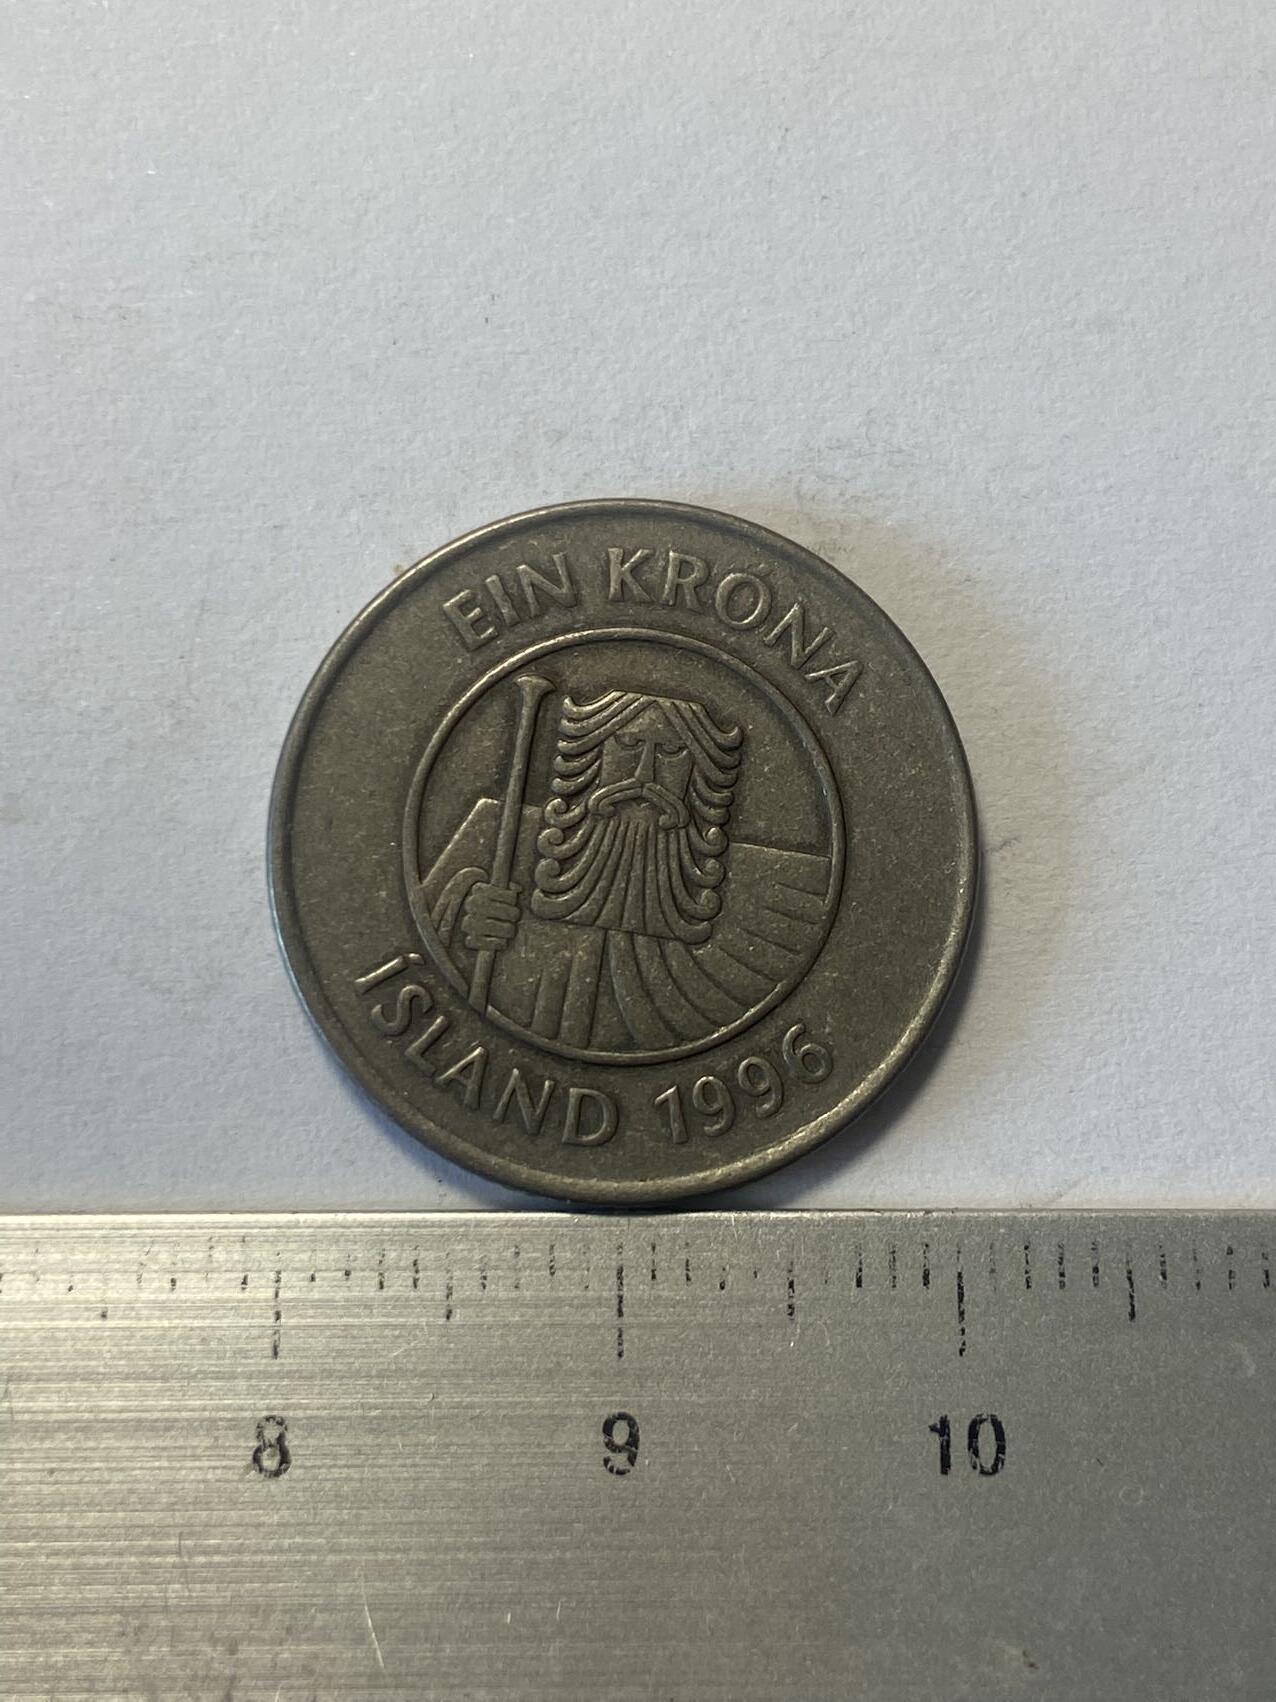 EIN KRÓNA
ÍSLAND 1996
8 9 10